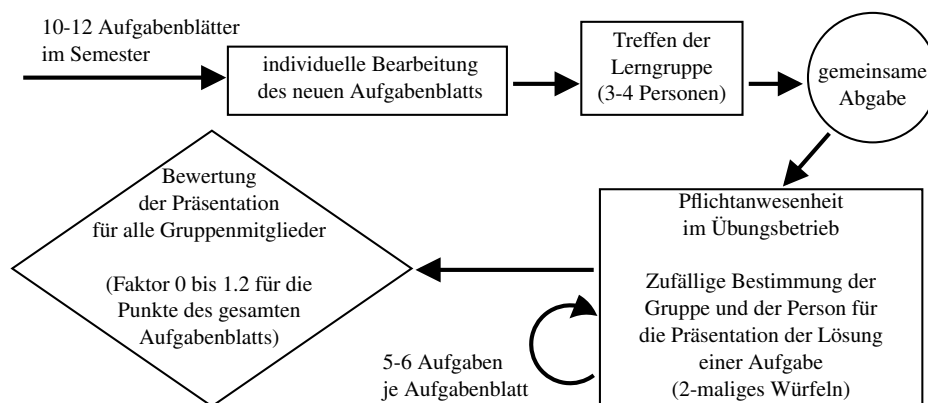 10-12 Aufgabenblätter
im Semester
individuelle Bearbeitung
des neuen Aufgabenblatts
Treffen der
Lerngruppe
(3-4 Personen)
gemeinsame
Abgabe
Pflichtanwesenheit
im Übungsbetrieb
Zufällige Bestimmung der
Gruppe und der Person für
die Präsentation der Lösung
einer Aufgabe
(2-maliges Würfeln)
5-6 Aufgaben
je Aufgabenblatt
Bewertung
der Präsentation
für alle Gruppenmitglieder
(Faktor 0 bis 1.2 für die
Punkte des gesamten
Aufgabenblatts)